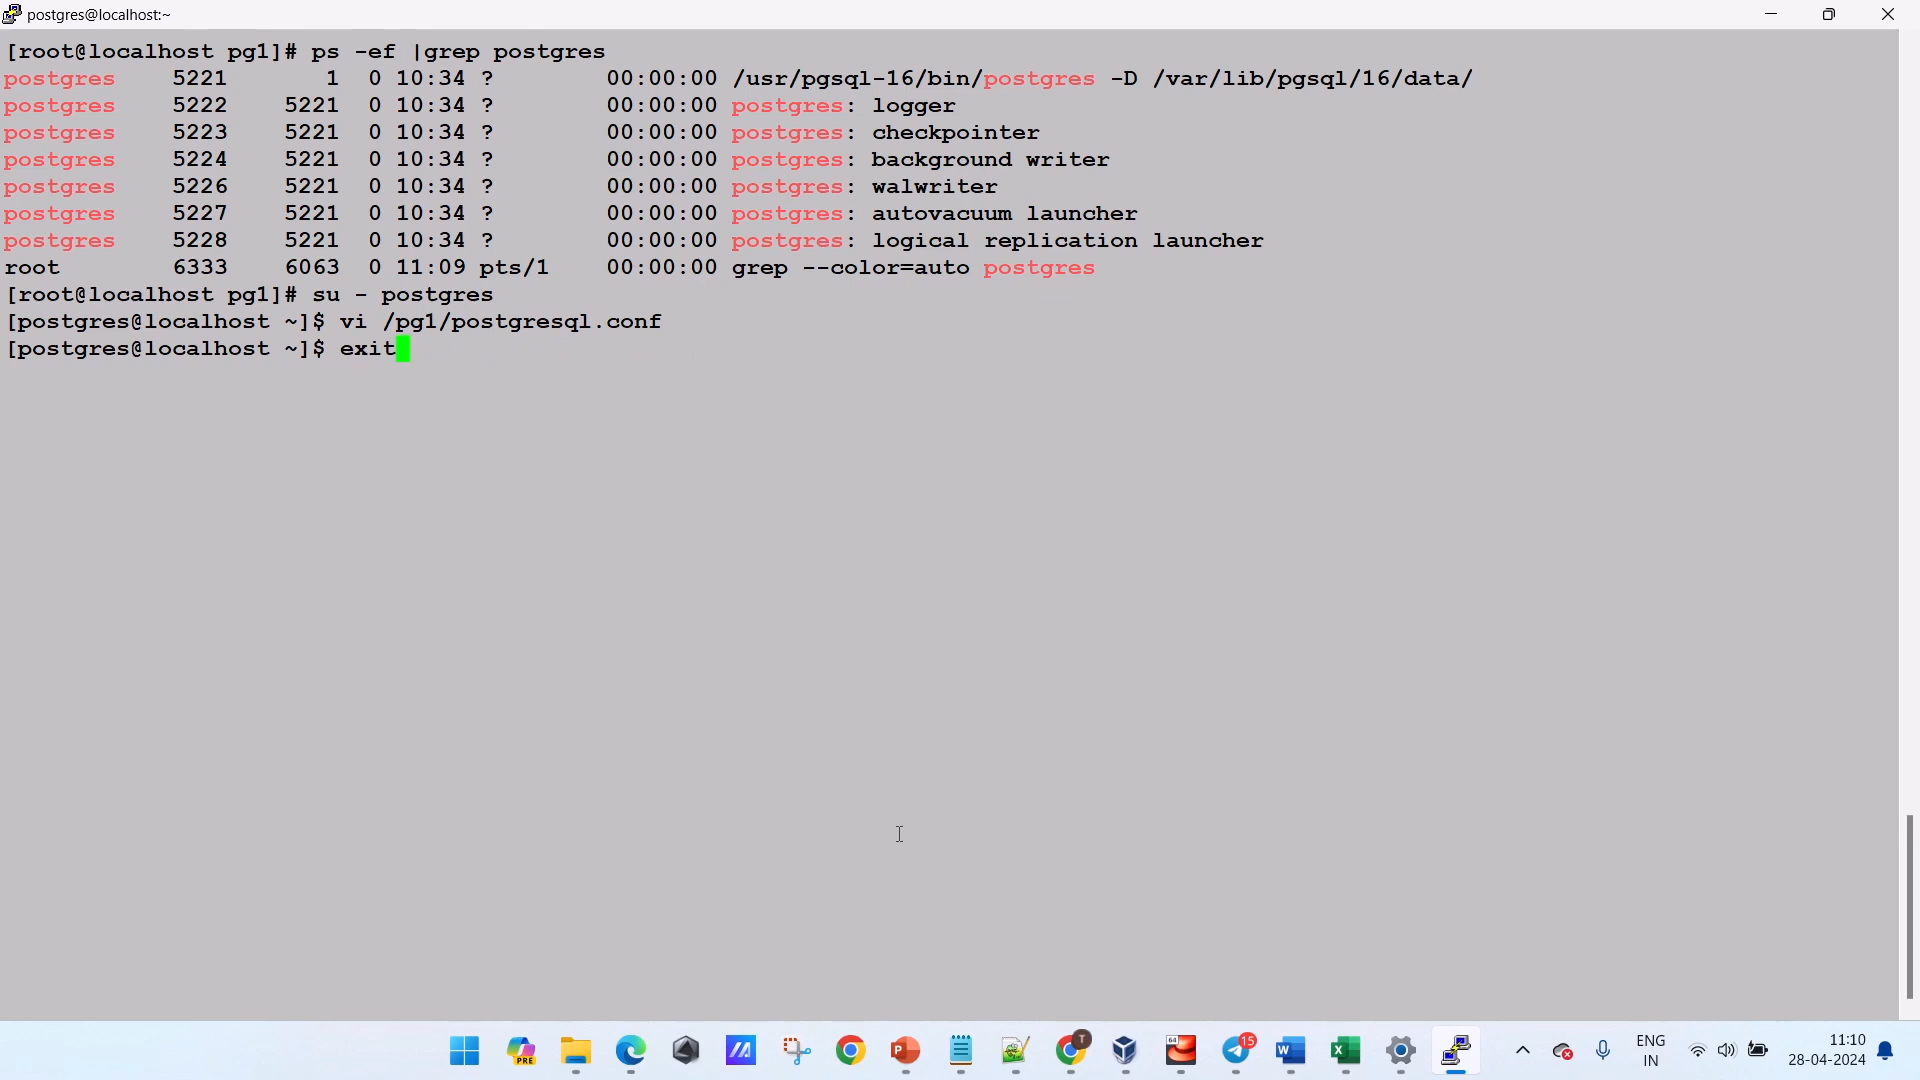 postgres@localhost:~
[root@localhost pg1]# ps -ef |grep postgres
postgres    5221       1  0 10:34 ?        00:00:00 /usr/pgsql-16/bin/postgres -D /var/lib/pgsql/16/data/
postgres    5222    5221  0 10:34 ?        00:00:00 postgres: logger
postgres    5223    5221  0 10:34 ?        00:00:00 postgres: checkpointer
postgres    5224    5221  0 10:34 ?        00:00:00 postgres: background writer
postgres    5226    5221  0 10:34 ?        00:00:00 postgres: walwriter
postgres    5227    5221  0 10:34 ?        00:00:00 postgres: autovacuum launcher
postgres    5228    5221  0 10:34 ?        00:00:00 postgres: logical replication launcher
root        6333    6063  0 11:09 pts/1    00:00:00 grep --color=auto postgres
[root@localhost pg1]# su - postgres
[postgres@localhost ~]$ vi /pg1/postgresql.conf
[postgres@localhost ~]$ exit
PRE
T
64
15
ENG
IN
11:10
28-04-2024